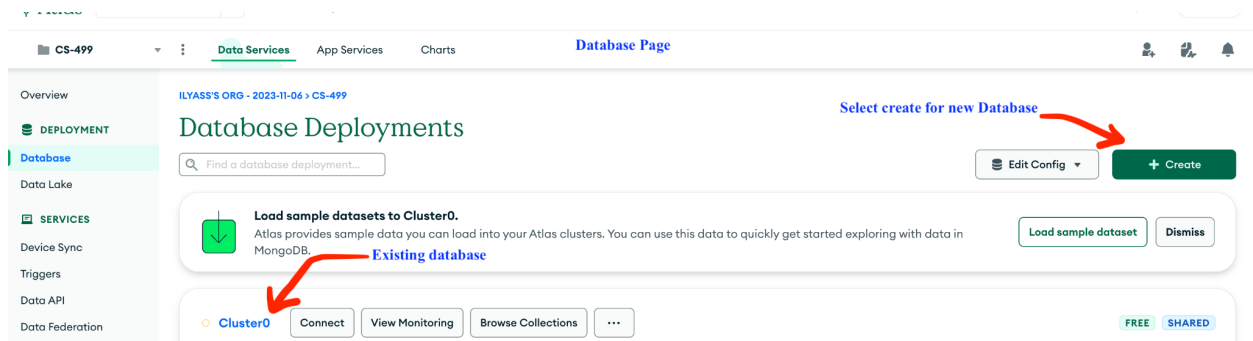 CS-499
Data Services
App Services
Charts
Database Page
Overview
ILYASS'S ORG - 2023-11-06 > CS-499
Select create for new Database
DEPLOYMENT
Database Deployments
Database
Find a database deployment...
Edit Config
+ Create
Data Lake
SERVICES
Load sample datasets to Cluster0.
Atlas provides sample data you can load into your Atlas clusters. You can use this data to quickly get started exploring with data in
MongoDB.
Load sample dataset
Dismiss
Existing database
Device Sync
Triggers
Data API
Data Federation
Cluster0
Connect
View Monitoring
Browse Collections
...
FREE
SHARED